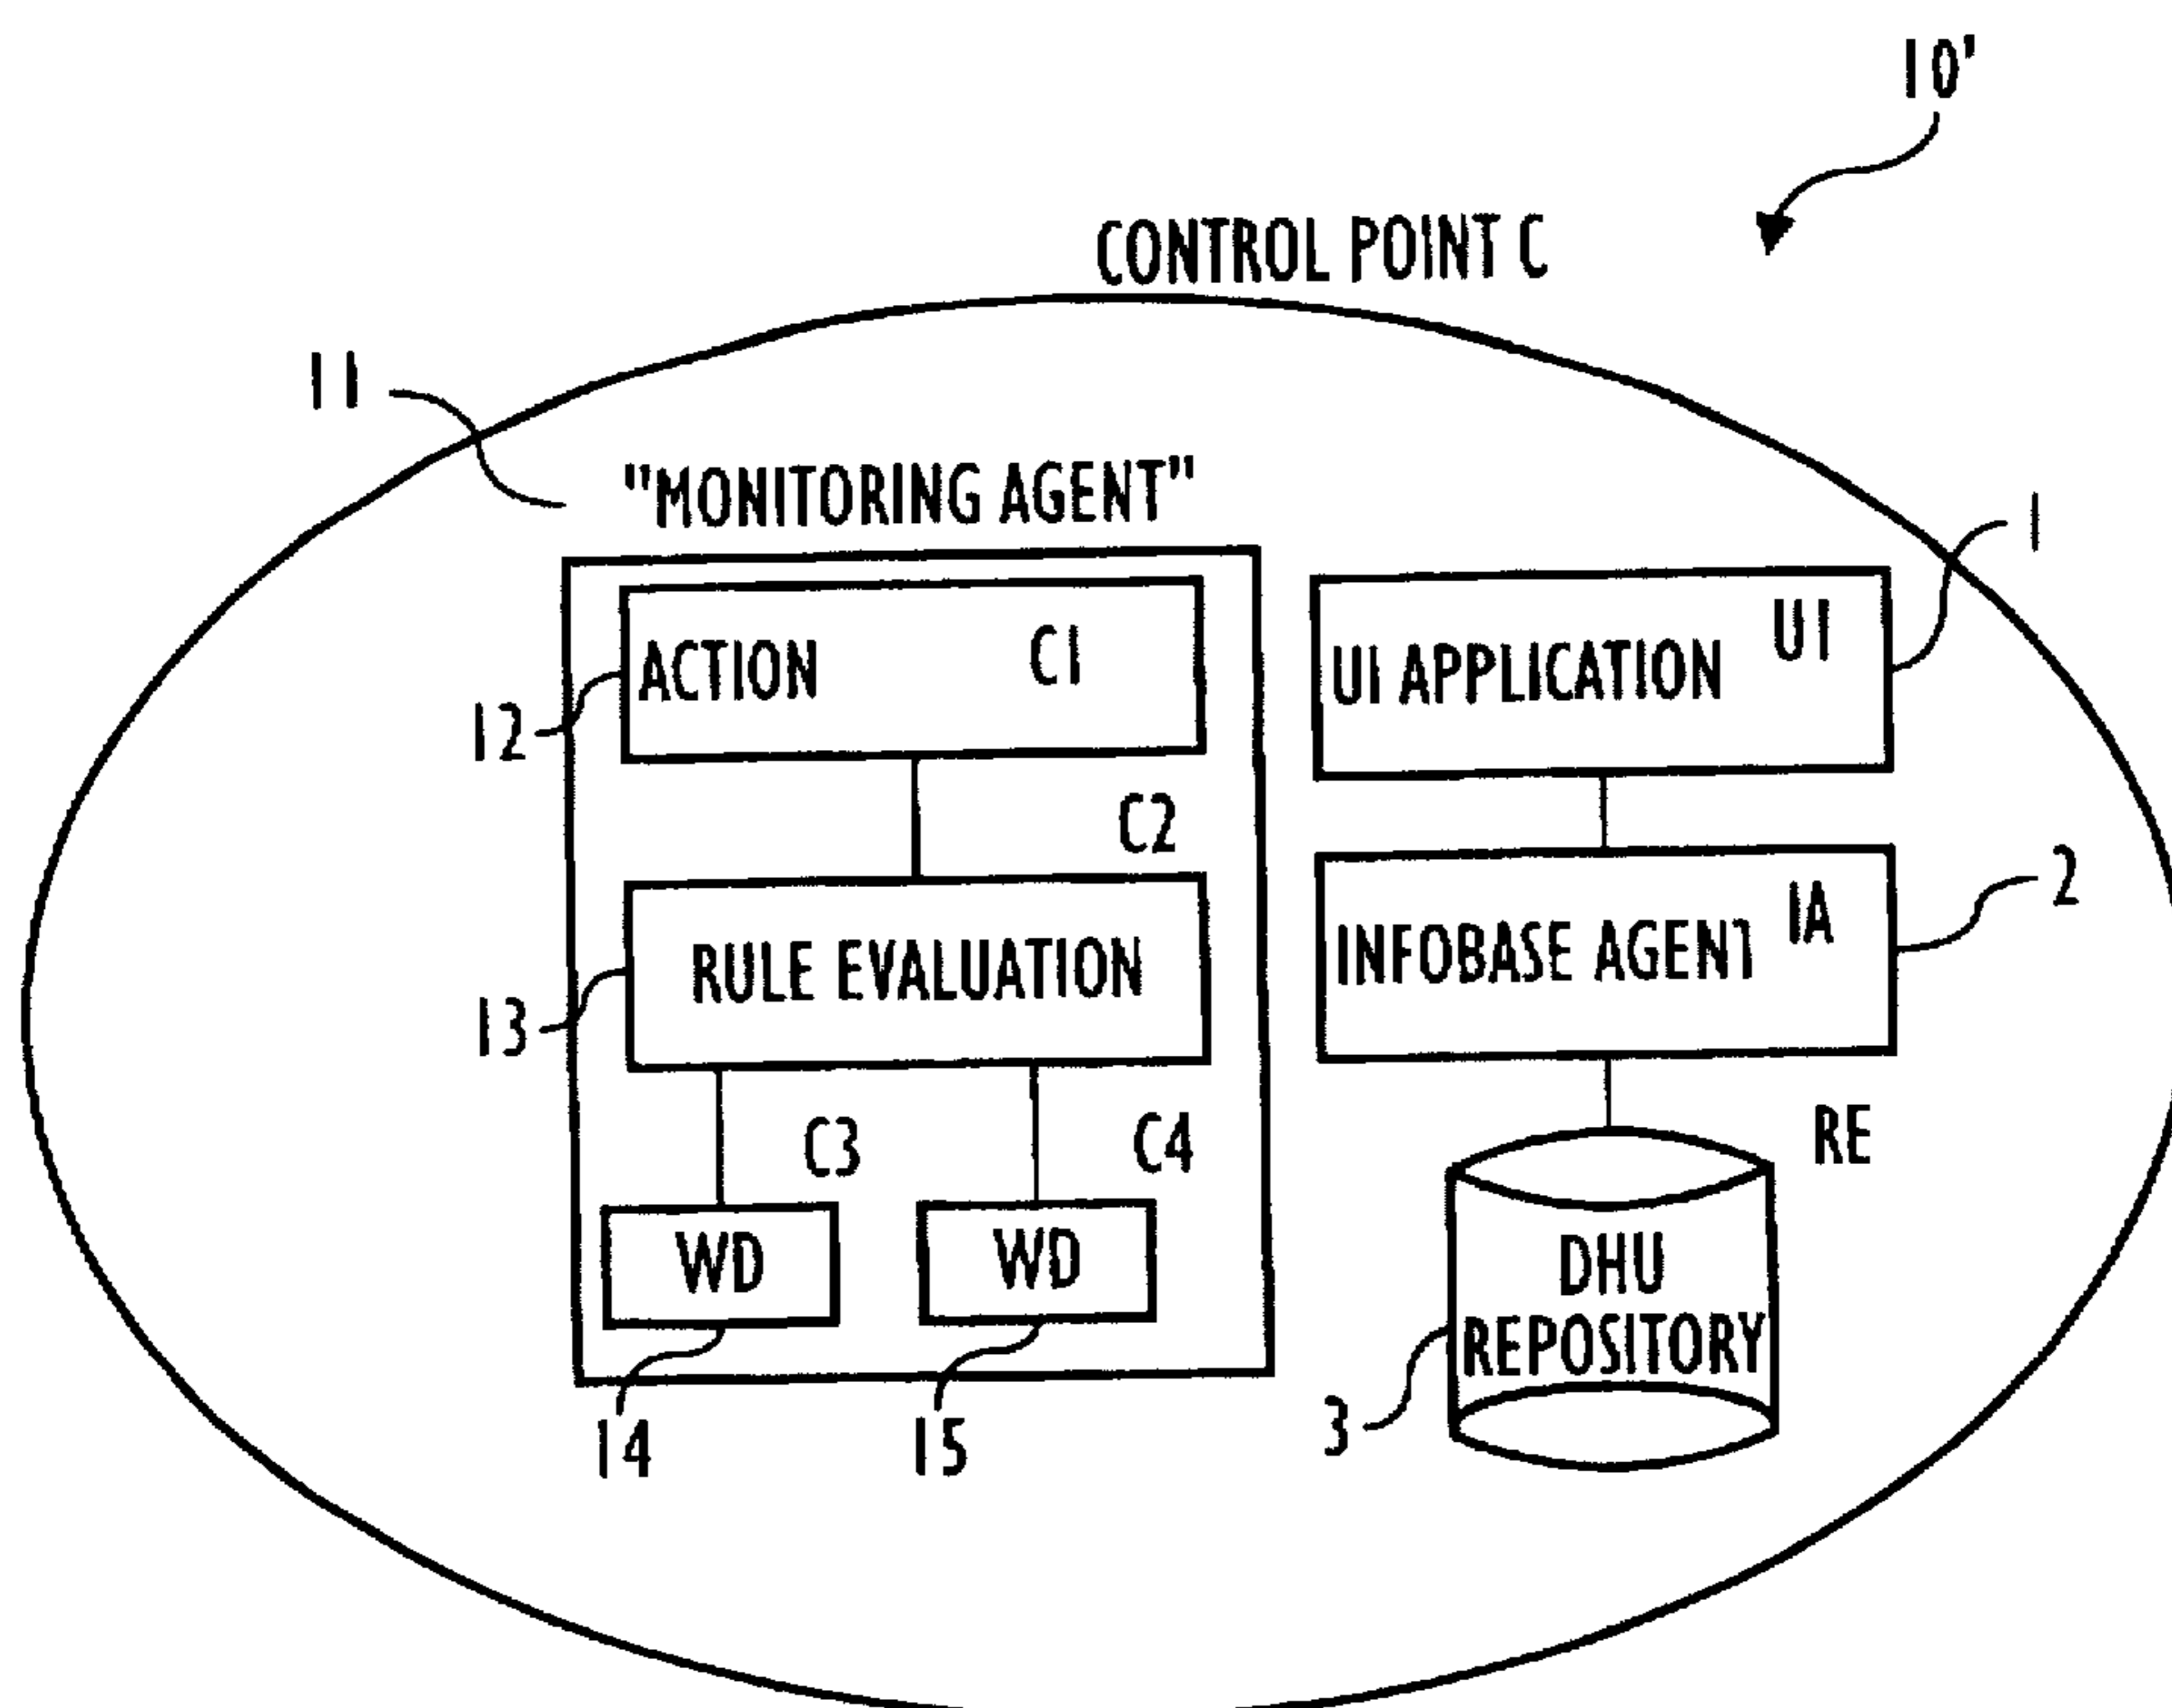 10'
CONTROL POINT C
11
"MONITORING AGENT"
1
ACTION C1
UI APPLICATION UI
12
C2
2
RULE EVALUATION
INFOBASE AGENT IA
13
C3
C4
RE
WD
WD
DHU
REPOSITORY
14
15
3